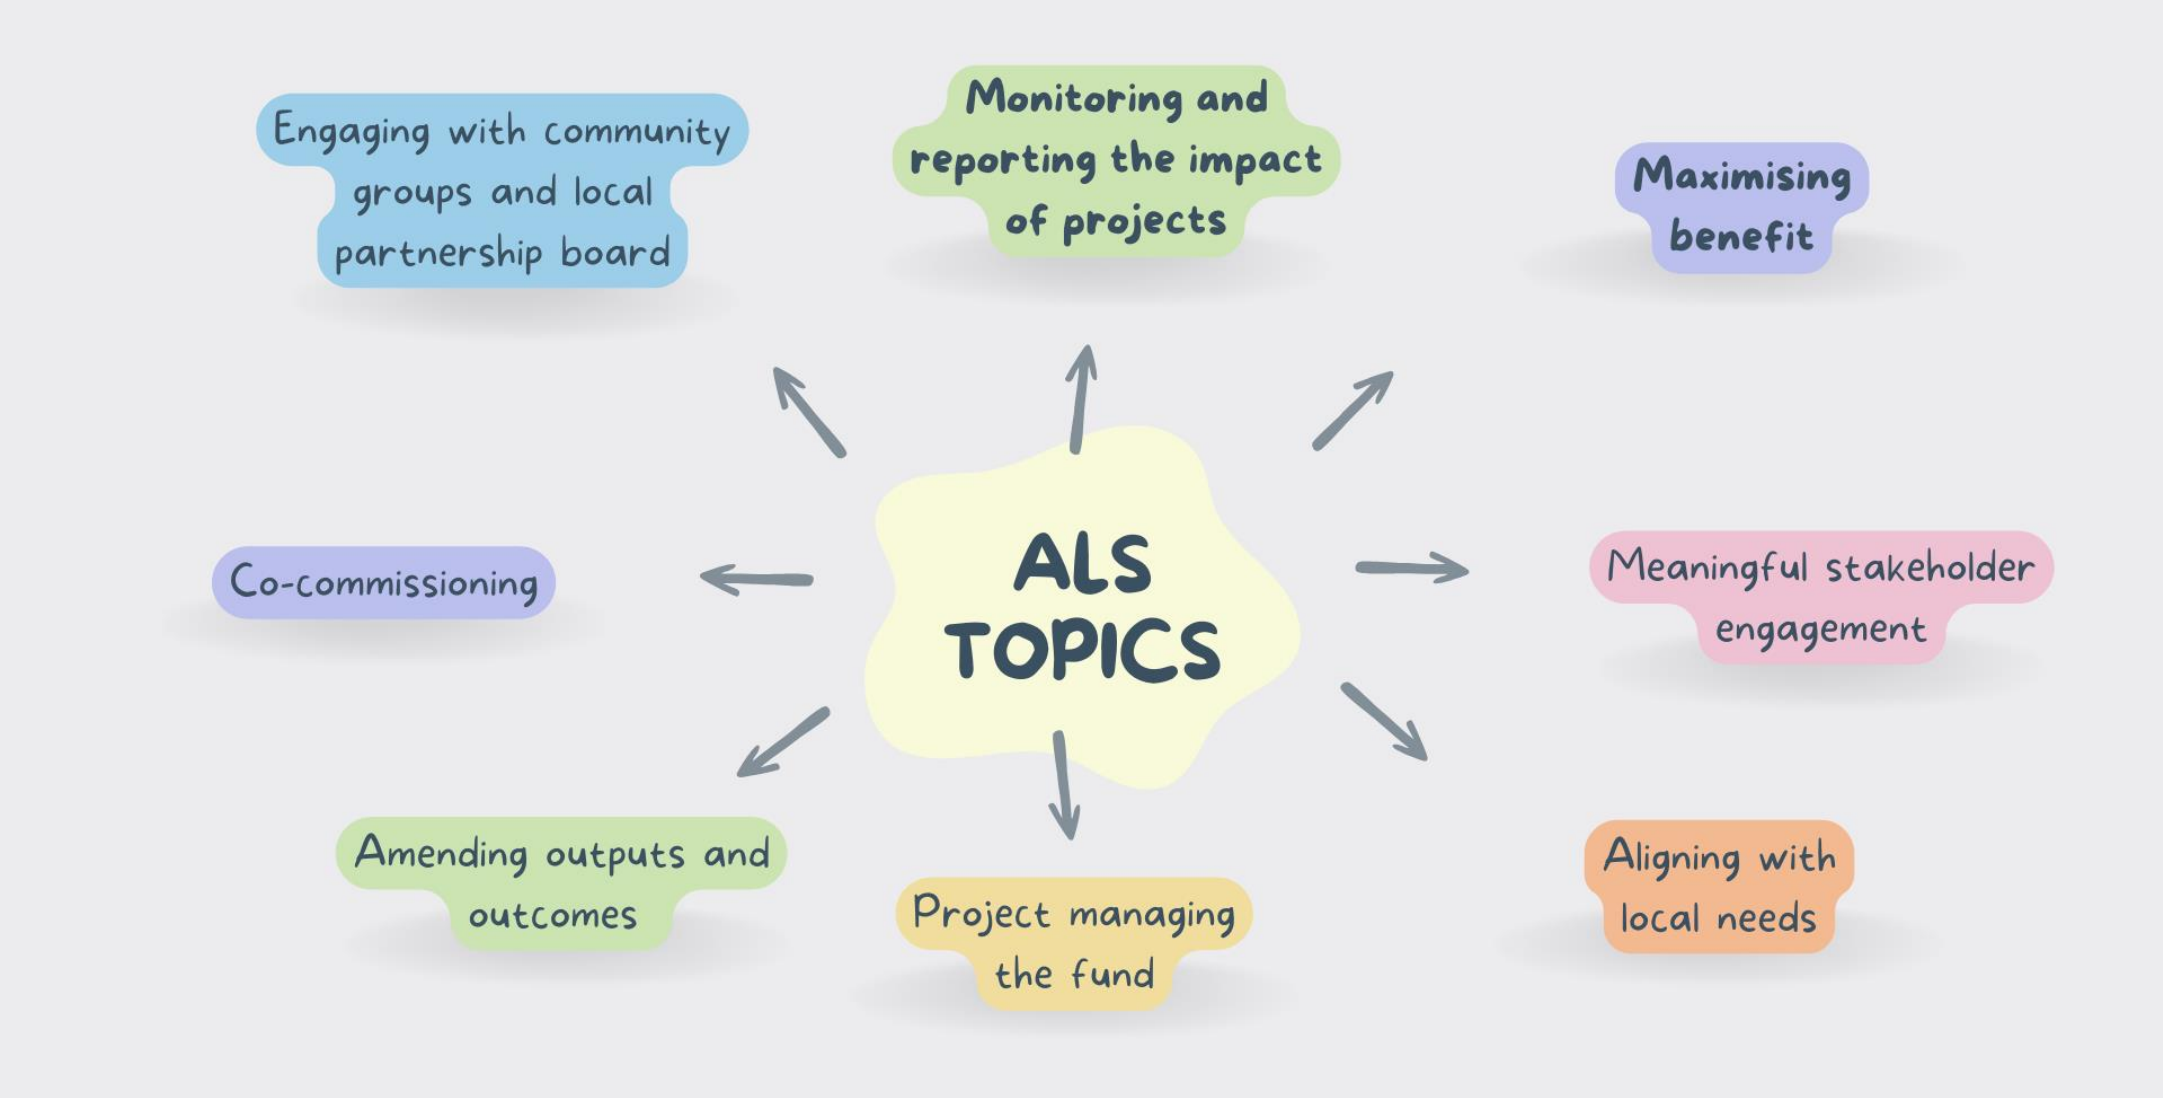 Engaging with community
groups and local
partnership board
Monitoring and
reporting the impact
of projects
Maximising
benefit
Co-commissioning
ALS
TOPICS
Meaningful stakeholder
engagement
Amending outputs and
outcomes
Project managing
the fund
Aligning with
local needs